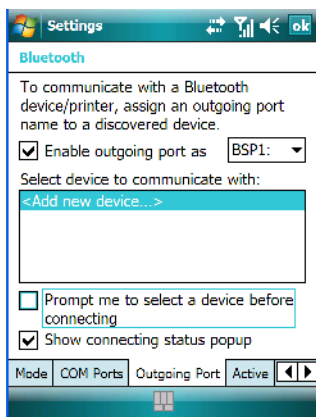 Settings
ok
Bluetooth
To communicate with a Bluetooth
device/printer, assign an outgoing port
name to a discovered device.
Enable outgoing port as BSP1:
Select device to communicate with:
<Add new device...>
Prompt me to select a device before
connecting
Show connecting status popup
Mode COM Ports Outgoing Port Active